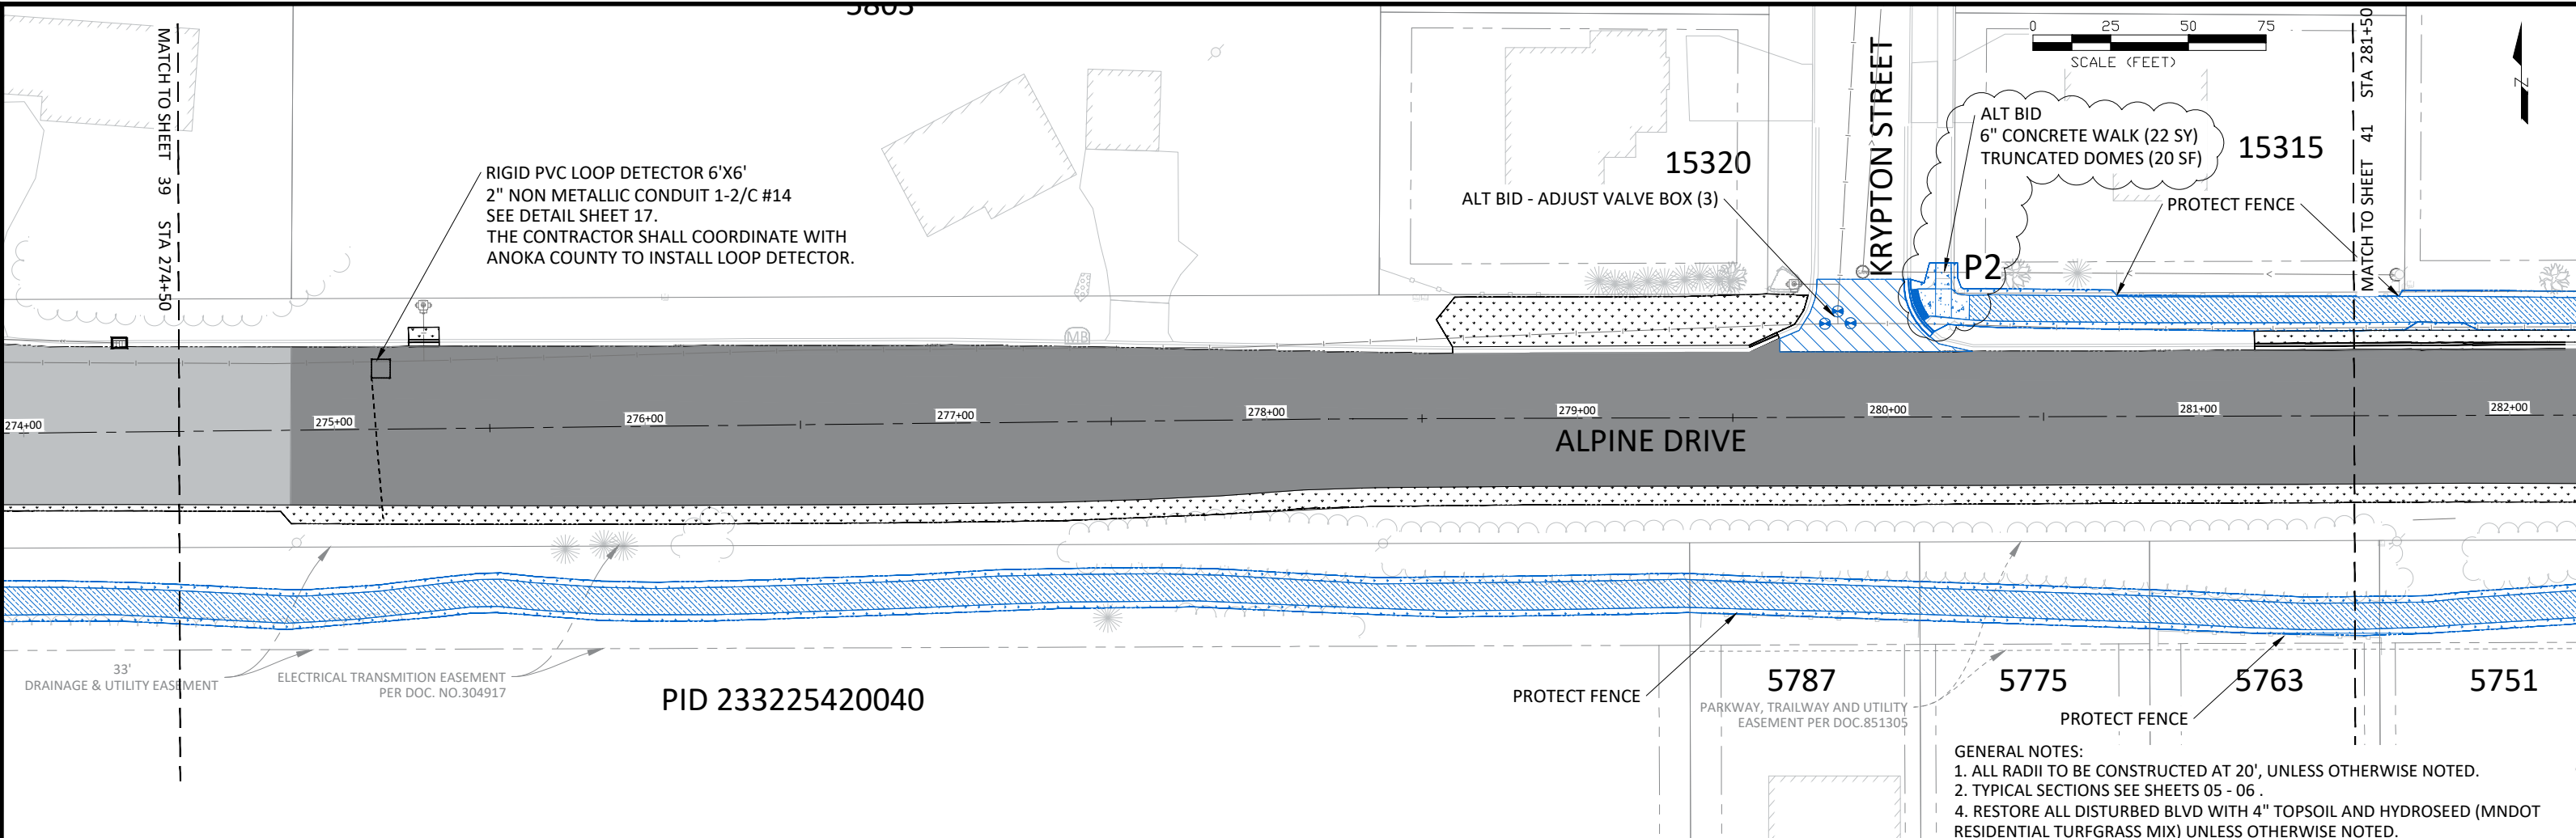 MATCH TO SHEET 39 STA 274+50
RIGID PVC LOOP DETECTOR 6'X6'
2" NON METALLIC CONDUIT 1-2/C #14
SEE DETAIL SHEET 17.
THE CONTRACTOR SHALL COORDINATE WITH
ANOKA COUNTY TO INSTALL LOOP DETECTOR.
MB
15320
ALT BID - ADJUST VALVE BOX (3)
KRYPTON STREET
0 25 50 75
SCALE (FEET)
ALT BID
6" CONCRETE WALK (22 SY)
TRUNCATED DOMES (20 SF)
15315
PROTECT FENCE
P2
MATCH TO SHEET 41 STA 281+50
Z
274+00
275+00
276+00
277+00
278+00
279+00
280+00
281+00
282+00
ALPINE DRIVE
33'
DRAINAGE & UTILITY EASEMENT
ELECTRICAL TRANSMITION EASEMENT
PER DOC. NO.304917
PID 233225420040
PROTECT FENCE
5787
PARKWAY, TRAILWAY AND UTILITY
EASEMENT PER DOC.851305
5775
5763
PROTECT FENCE
5751
GENERAL NOTES:
1. ALL RADII TO BE CONSTRUCTED AT 20', UNLESS OTHERWISE NOTED.
2. TYPICAL SECTIONS SEE SHEETS 05 - 06 .
4. RESTORE ALL DISTURBED BLVD WITH 4" TOPSOIL AND HYDROSEED (MNDOT
RESIDENTIAL TURFGRASS MIX) UNLESS OTHERWISE NOTED.